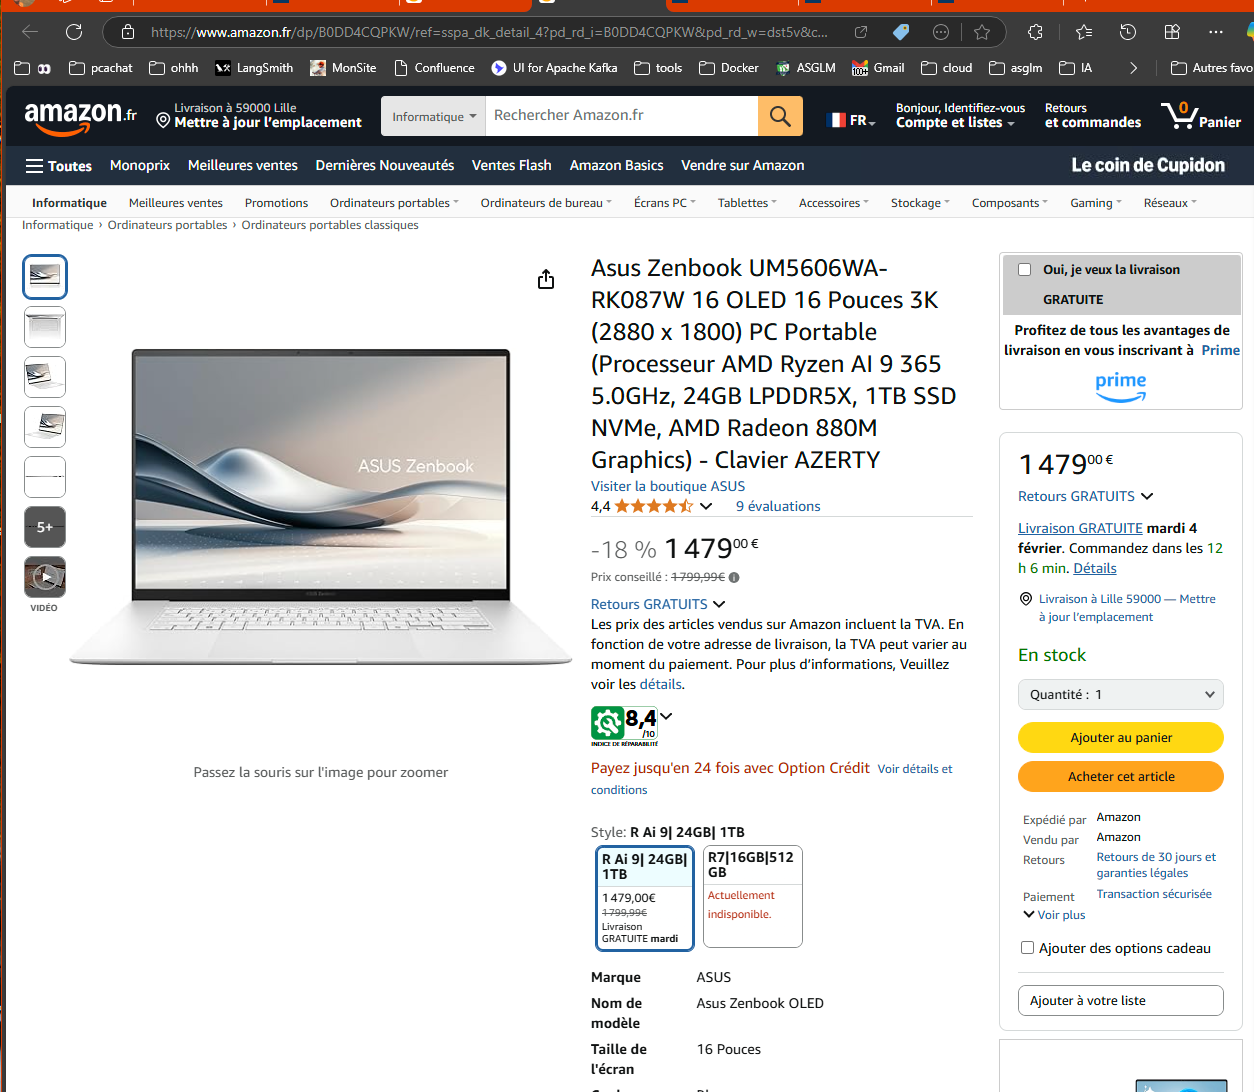 https://www.amazon.fr/dp/B0DD4CQPKW/ref=sspa_dk_detail_4?pd_rd_i=B0DD4CQPKW&pd_rd_w=dst5v&c...
pcachat
ohhh
LangSmith
MonSite
Confluence
UI for Apache Kafka
tools
Docker
ASGLM
100+
Gmail
cloud
asglm
IA
Autres favo
amazon.fr
Livraison à 59000 Lille
Mettre à jour l’emplacement
Informatique
Rechercher Amazon.fr
FR
Bonjour, Identifiez-vous
Compte et listes
Retours
et commandes
0
Panier
Toutes
Monoprix
Meilleures ventes
Dernières Nouveautés
Ventes Flash
Amazon Basics
Vendre sur Amazon
Le coin de Cupidon
Informatique
Meilleures ventes
Promotions
Ordinateurs portables
Ordinateurs de bureau
Écrans PC
Tablettes
Accessoires
Stockage
Composants
Gaming
Réseaux
Informatique › Ordinateurs portables › Ordinateurs portables classiques
5+
VIDÉO
ASUS Zenbook
Passez la souris sur l'image pour zoomer
Asus Zenbook UM5606WA-
RK087W 16 OLED 16 Pouces 3K
(2880 x 1800) PC Portable
(Processeur AMD Ryzen AI 9 365
5.0GHz, 24GB LPDDR5X, 1TB SSD
NVMe, AMD Radeon 880M
Graphics) - Clavier AZERTY
Visiter la boutique ASUS
4,4
9 évaluations
-18 % 1 479,00 €
Prix conseillé : 1 799,99€
Retours GRATUITS
Les prix des articles vendus sur Amazon incluent la TVA. En
fonction de votre adresse de livraison, la TVA peut varier au
moment du paiement. Pour plus d’informations, Veuillez
voir les détails.
8,4
/10
INDICE DE RÉPARABILITÉ
Payez jusqu'en 24 fois avec Option Crédit Voir détails et
conditions
Style: R Ai 9| 24GB| 1TB
R Ai 9| 24GB|
1TB
1 479,00€
1 799,99€
Livraison
GRATUITE mardi
R7|16GB|512
GB
Actuellement
indisponible.
Marque ASUS
Nom de Asus Zenbook OLED
modèle
Taille de 16 Pouces
l'écran
Oui, je veux la livraison
GRATUITE
Profitez de tous les avantages de
livraison en vous inscrivant à Prime
prime
1 479,00 €
Retours GRATUITS
Livraison GRATUITE mardi 4
février. Commandez dans les 12
h 6 min. Détails
Livraison à Lille 59000 — Mettre
à jour l’emplacement
En stock
Quantité : 1
Ajouter au panier
Acheter cet article
Expédié par Amazon
Vendu par Amazon
Retours Retours de 30 jours et
garanties légales
Paiement Transaction sécurisée
Voir plus
Ajouter des options cadeau
Ajouter à votre liste